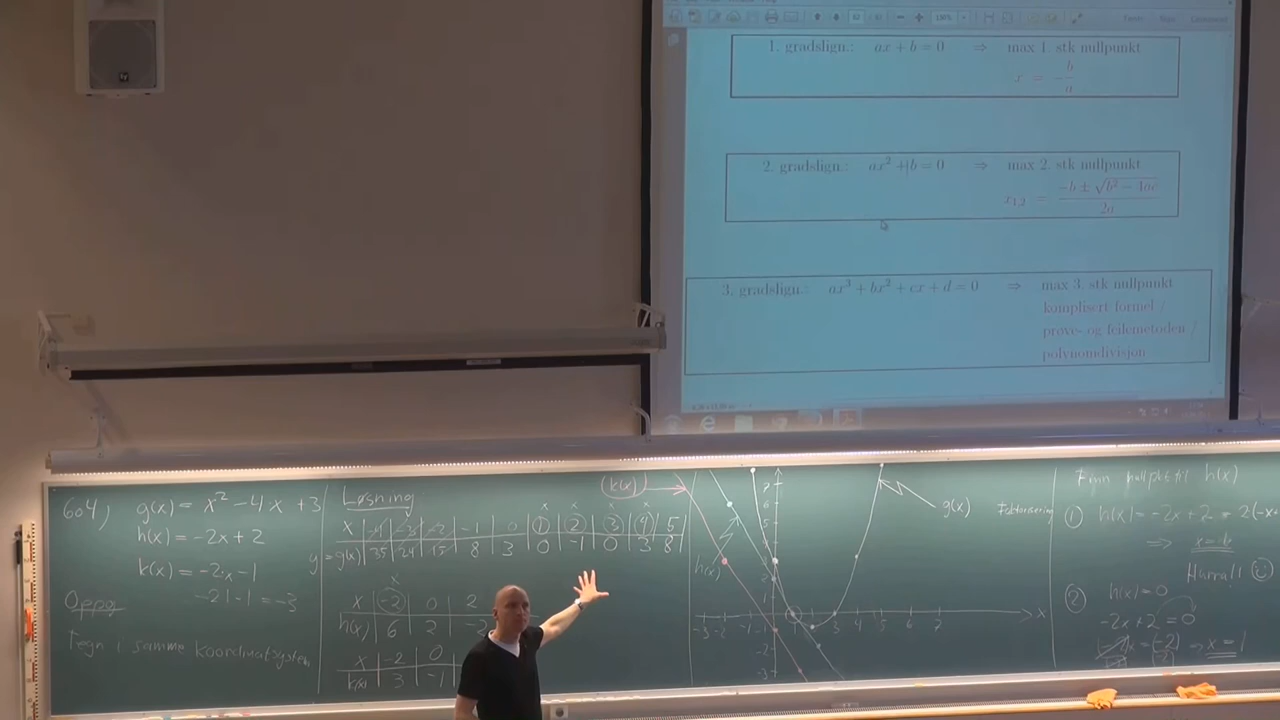 1. gradslign.: ax + b = 0 ⇒ max 1. stk nullpunkt
x = -b/a
2. gradslign.: ax² + b = 0 ⇒ max 2. stk nullpunkt
x₁,₂ = (-b ± √(b² - 4ac))/2a
3. gradslign.: ax³ + bx² + cx + d = 0 ⇒ max 3. stk nullpunkt
komplisert formel /
prøve- og feilemetoden /
polynomdivisjon
604) g(x) = x² - 4x + 3
h(x) = -2x + 2
k(x) = -2x - 1
-2·1 - 1 = -3
Oppg
Tegn i samme koordinatsystem
Løsning
x -2 -1 0 1 2 3 4 5
y = g(x) 35 24 15 8 3 0 -1 0 3 8
x -2 0 2
h(x) 6 2 -2
x -2 0
k(x) 3 -1
k(x)
h(x)
g(x)
x
Finn nullpkt til h(x)
Faktorisering
① h(x) = -2x + 2 = 2(-x+
⇒
Hurra!
② h(x) = 0
-2x + 2 = 0
⇒ x = 1